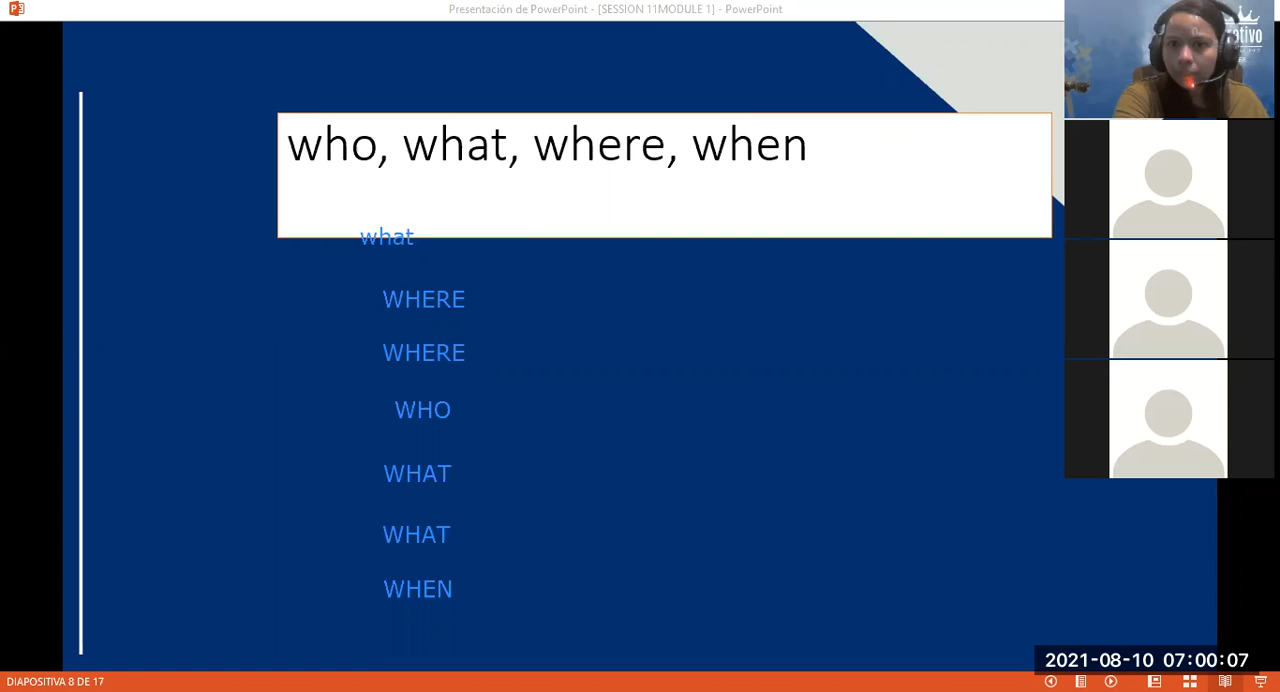 Presentación de PowerPoint - [SESSION 11MODULE 1] - PowerPoint
who, what, where, when
what
WHERE
WHERE
WHO
WHAT
WHAT
WHEN
2021-08-10 07:00:07
DIAPOSITIVA 8 DE 17